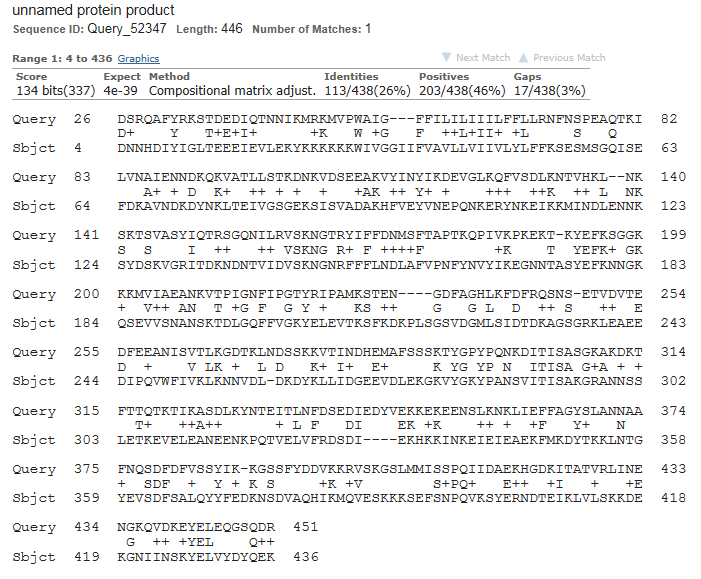 unnamed protein product
Sequence ID: Query_52347 Length: 446 Number of Matches: 1
Range 1: 4 to 436 Graphics ▼ Next Match ▲ Previous Match
Score Expect Method Identities Positives Gaps
134 bits(337) 4e-39 Compositional matrix adjust. 113/438(26%) 203/438(46%) 17/438(3%)
Query 26 DSRQAFYRKSTDEDIQTNNIKMRKMVPWAIG---FFILILIIILFFLLRNFNSPEAQTKI 82
D+ Y T+E+I+ +K W +G F ++L+II+ +L S Q
Sbjct 4 DNNHDIYIGLTEEEIEVLEKYKKKKKKWIVGGIIFVAVLLVIIVYLYFFKSESMSGQISE 63
Query 83 LVNAIENNDKQKVATLLSTKDNKVDSEEAKVYINYIKDEVGLKQFVSDLKNTVHKL--NK 140
A+ + D K+ ++ + + +AK ++ Y+ + +++ ++K ++ L NK
Sbjct 64 FDKAVNDKDYNKLTEIVGSGEKSISVADAKHFVEYVNEPQNKERYNKEIKKMINDLENNK 123
Query 141 SKTSVASYIQTRSGQNILRVSKNGTRYIFFDNMSFTAPTKQPIVKPKEKT-KYEFKSGGK 199
S S I ++ ++ VSKNG R+ F ++++F +K T YEFK+ GK
Sbjct 124 SYDSKVGRITDKNDNTVIDVSKNGNRFFFLNDLAFVPNFYNVYIKEGNNTASYEFKNNGK 183
Query 200 KKMVIAEANKVTPIGNFIPGTYRIPAMKSTEN----GDFAGHLKFDFRQSNS-ETVDVTE 254
+ V++ AN T +G F G Y + KS ++ G G L D ++ s ++ E
Sbjct 184 QSEVVSNANSKTDLGQFFVGKYELEVTKSFKDKPLSGSVDGMLSIDTDKAGSGRKLEAEE 243
Query 255 DFEEANISVTLKGDTKLNDSSKKVTINDHEMAFSSSKTYGPYPQNKDITISASGKAKDKT 314
D + V LK + L D K+ I+ E+ K YG YP N ITISA G+A + +
Sbjct 244 DIPQVWFIVKLKNNVDL-DKDYKLLIDGEEVDLEKGKVYGKYPANSVITISAKGRANNSS 302
Query 315 FTTQTKTIKASDLKYNTEITLNFDSEDIEDYVEKKEKEENSLKNKLIEFFAGYSLANNAA 374
T+ ++A++ + L F DI EK +K ++ + +F Y+ N
Sbjct 303 LETKEVELEANEENKPQTVELVFRDSDI----EKHKKINKEIEIEAEKFMKDYTKKLNTG 358
Query 375 FNQSDFDFVSSYIK-KGSSFYDDVKKRVSKGSLMMISSPQIIDAEKHGDKITATVRLINE 433
+ SDF + Y + K S +K +V S+PQ+ E++ +I + +E
Sbjct 359 YEVSDFSALQYYFEDKNSDVAQHIKMQVESKKKSEFSNPQVKSYERNDTEIKLVLSKKDE 418
Query 434 NGKQVDKEYELEQGSQDR 451
G ++ +YEL Q++
Sbjct 419 KGNIINSKYELVYDYQEK 436